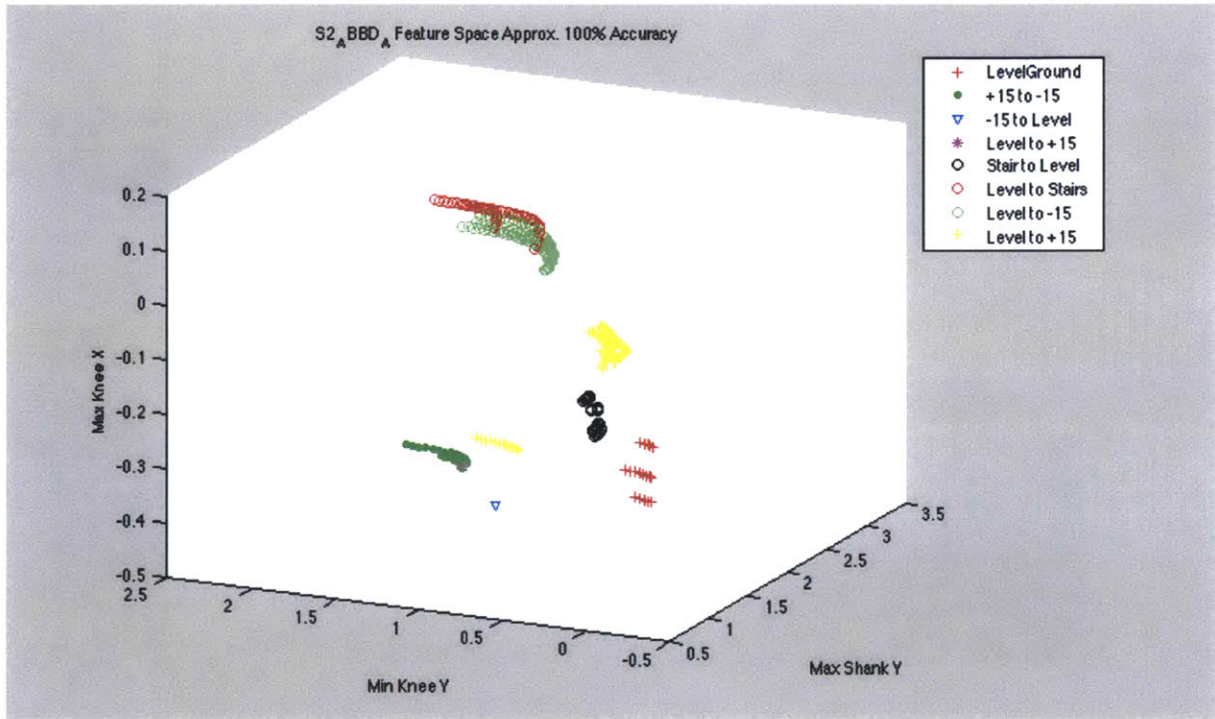 S2_A BBD_A Feature Space Approx. 100% Accuracy
LevelGround
+15 to -15
-15 to Level
Level to +15
Stair to Level
Level to Stairs
Level to -15
Level to +15
0.2
0.1
0
-0.1
-0.2
-0.3
-0.4
-0.5
Max Knee X
2.5
2
1.5
1
0.5
0
-0.5
Min Knee Y
0.5
1
1.5
2
2.5
3
3.5
Max Shank Y